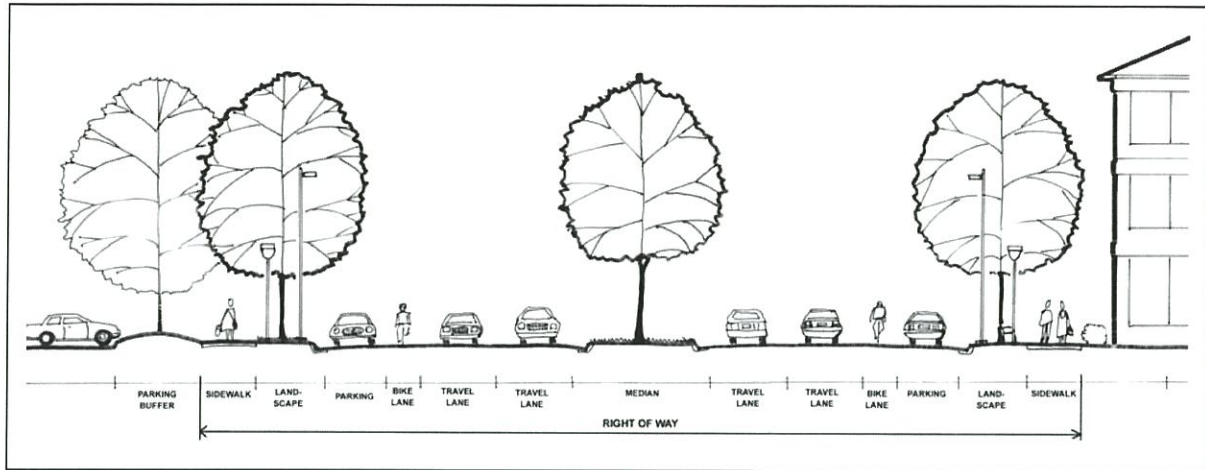 PARKING
BUFFER
SIDEWALK
LAND-
SCAPE
PARKING
BIKE
LANE
TRAVEL
LANE
TRAVEL
LANE
MEDIAN
TRAVEL
LANE
TRAVEL
LANE
BIKE
LANE
PARKING
LAND-
SCAPE
SIDEWALK
RIGHT OF WAY